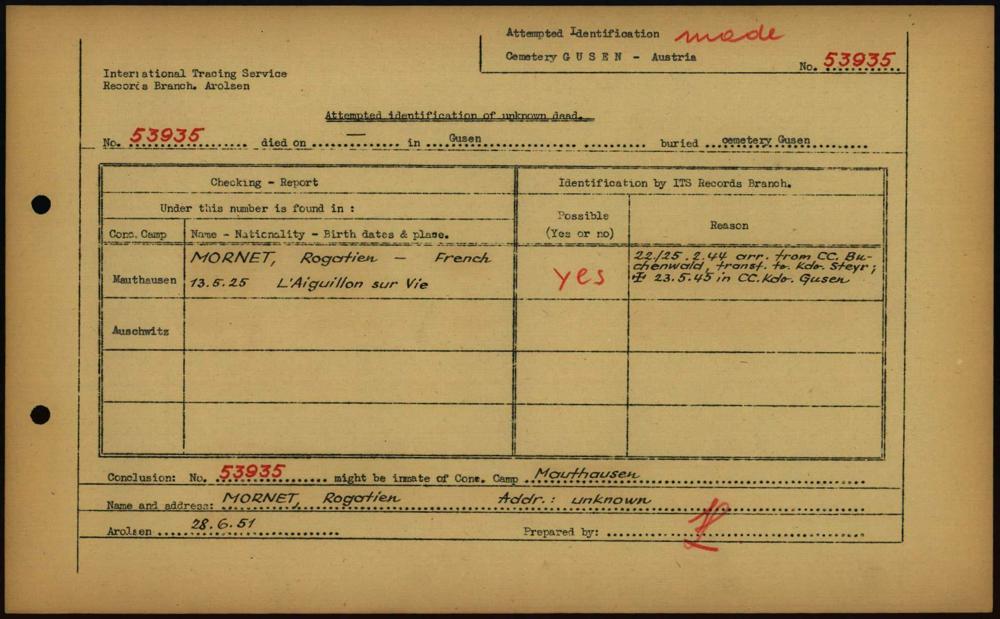 Attempted Identification made
Cemetery G U S E N - Austria
No. 53935
International Tracing Service
Records Branch. Arolsen
Attempted identification of unknown dead.
No. 53935 died on — in Gusen buried cemetery Gusen
Checking - Report
Identification by ITS Records Branch.
Under this number is found in :
Possible
(Yes or no)
Reason
Conc. Camp
Name - Nationality - Birth dates & place.
Mauthausen
MORNET, Rogatien — French
13.5.25 L'Aiguillon sur Vie
yes
22./25.2.44 arr. from CC. Bu-
chenwald, transf. to Kdo. Steyr;
✠ 23.5.45 in CC.Kdo. Gusen
Auschwitz
Conclusion: No. 53935 might be inmate of Conc. Camp Mauthausen
Name and address: MORNET, Rogatien Addr.: unknown
Arolsen 28.6.51
Prepared by: